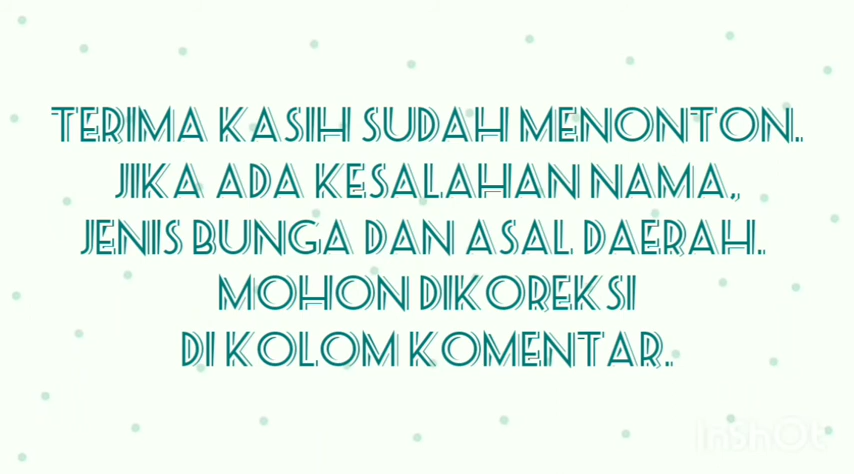 TERIMA KASIH SUDAH MENONTON.
JIKA ADA KESALAHAN NAMA,
JENIS BUNGA DAN ASAL DAERAH.
MOHON DIKOREKSI
DI KOLOM KOMENTAR.
InshOt